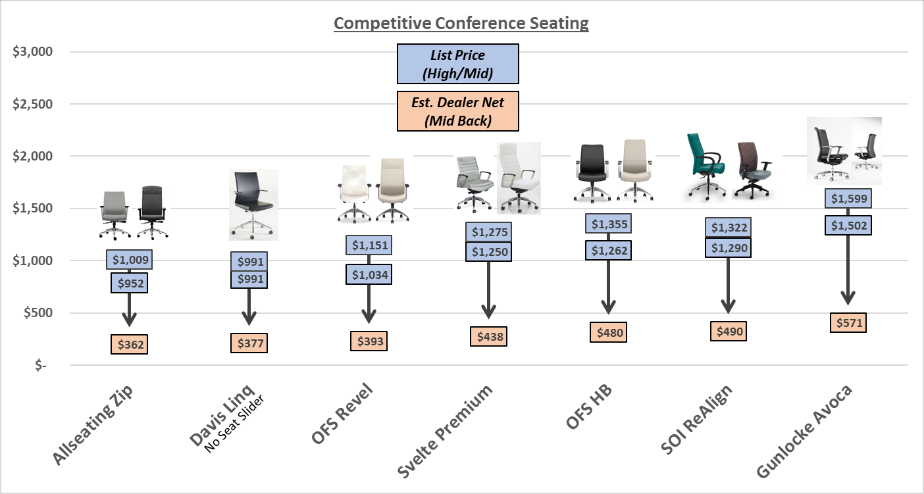 Competitive Conference Seating
List Price
(High/Mid)
Est. Dealer Net
(Mid Back)
$3,000
$2,500
$2,000
$1,500
$1,000
$500
$-
$1,009
$952
$362
$991
$991
$377
$1,151
$1,034
$393
$1,275
$1,250
$438
$1,355
$1,262
$480
$1,322
$1,290
$490
$1,599
$1,502
$571
Allseating Zip
Davis Linq
No Seat Slider
OFS Revel
Svelte Premium
OFS HB
SOI ReAlign
Gunlocke Avoca